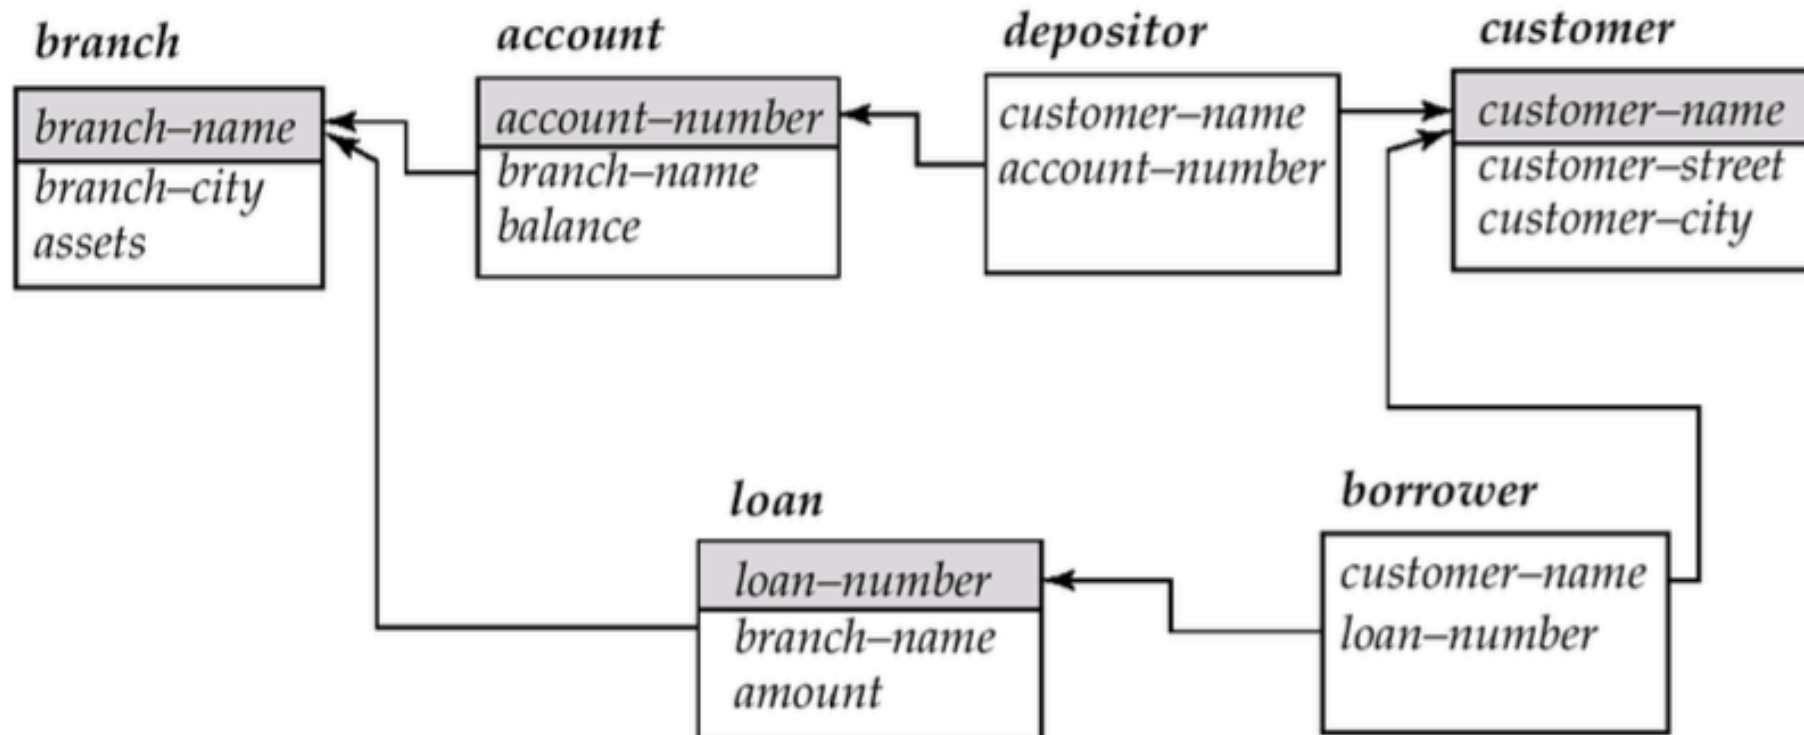 branch
branch–name
branch–city
assets
account
account–number
branch–name
balance
depositor
customer–name
account–number
customer
customer–name
customer–street
customer–city
loan
loan–number
branch–name
amount
borrower
customer–name
loan–number